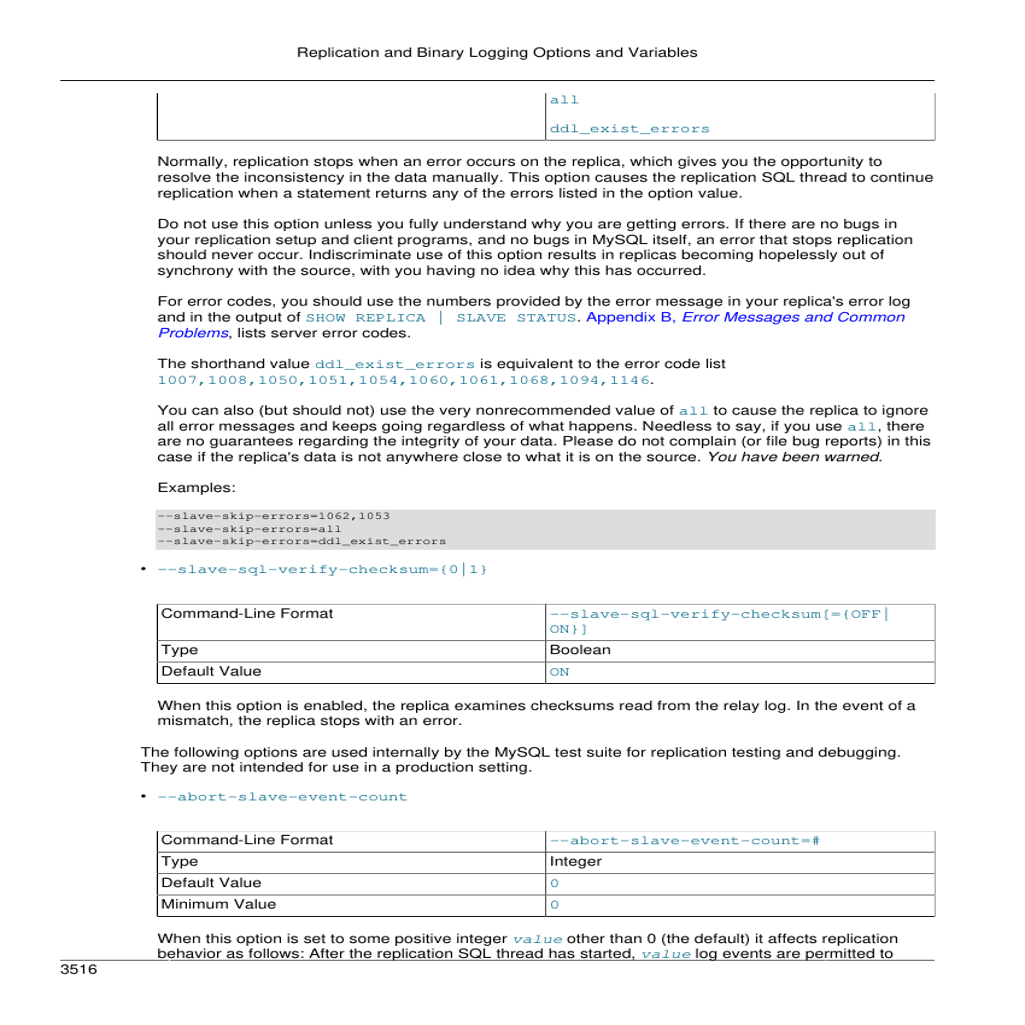 Replication and Binary Logging Options and Variables
all
ddl_exist_errors
Normally, replication stops when an error occurs on the replica, which gives you the opportunity to
resolve the inconsistency in the data manually. This option causes the replication SQL thread to continue
replication when a statement returns any of the errors listed in the option value.
Do not use this option unless you fully understand why you are getting errors. If there are no bugs in
your replication setup and client programs, and no bugs in MySQL itself, an error that stops replication
should never occur. Indiscriminate use of this option results in replicas becoming hopelessly out of
synchrony with the source, with you having no idea why this has occurred.
For error codes, you should use the numbers provided by the error message in your replica's error log
and in the output of SHOW REPLICA | SLAVE STATUS. Appendix B, Error Messages and Common
Problems, lists server error codes.
The shorthand value ddl_exist_errors is equivalent to the error code list
1007,1008,1050,1051,1054,1060,1061,1068,1094,1146.
You can also (but should not) use the very nonrecommended value of all to cause the replica to ignore
all error messages and keeps going regardless of what happens. Needless to say, if you use all, there
are no guarantees regarding the integrity of your data. Please do not complain (or file bug reports) in this
case if the replica's data is not anywhere close to what it is on the source. You have been warned.
Examples:
--slave-skip-errors=1062,1053
--slave-skip-errors=all
--slave-skip-errors=ddl_exist_errors
• --slave-sql-verify-checksum={0|1}
Command-Line Format --slave-sql-verify-checksum[={OFF|
ON}]
Type Boolean
Default Value ON
When this option is enabled, the replica examines checksums read from the relay log. In the event of a
mismatch, the replica stops with an error.
The following options are used internally by the MySQL test suite for replication testing and debugging.
They are not intended for use in a production setting.
• --abort-slave-event-count
Command-Line Format --abort-slave-event-count=#
Type Integer
Default Value 0
Minimum Value 0
When this option is set to some positive integer value other than 0 (the default) it affects replication
behavior as follows: After the replication SQL thread has started, value log events are permitted to
3516